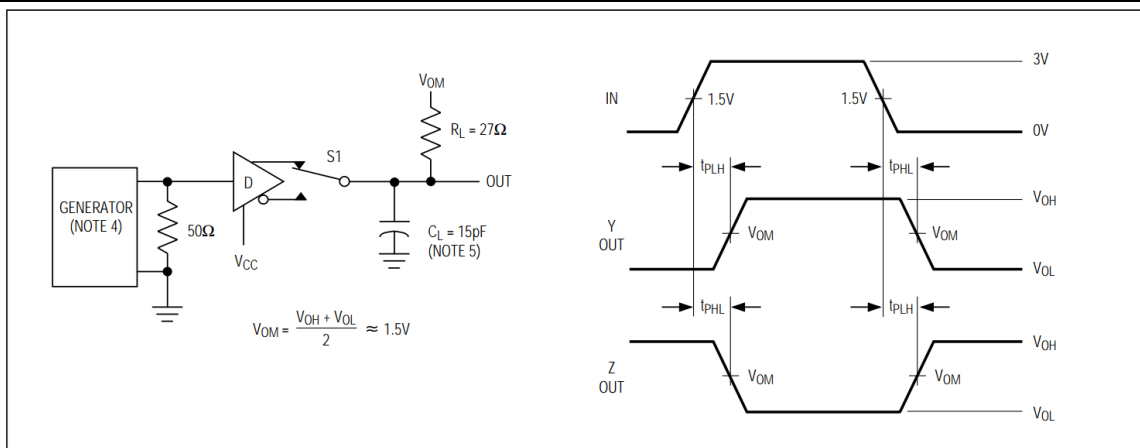 GENERATOR
(NOTE 4)
50Ω
D
VCC
S1
VOM
RL = 27Ω
OUT
CL = 15pF
(NOTE 5)
VOM = VOH + VOL / 2 ≈ 1.5V
IN
1.5V
1.5V
3V
0V
tPLH
tPHL
Y
OUT
VOM
VOM
VOH
VOL
tPHL
tPLH
Z
OUT
VOM
VOM
VOH
VOL